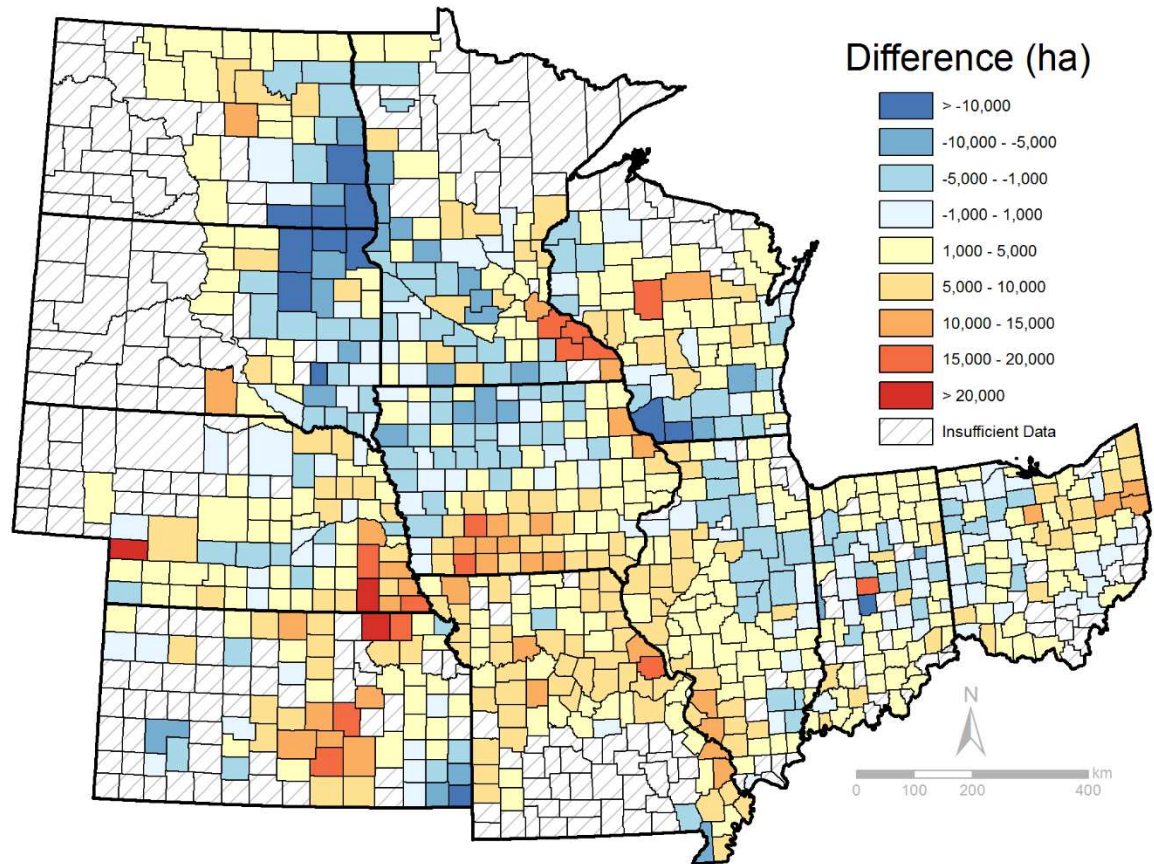 Difference (ha)
> -10,000
-10,000 - -5,000
-5,000 - -1,000
-1,000 - 1,000
1,000 - 5,000
5,000 - 10,000
10,000 - 15,000
15,000 - 20,000
> 20,000
Insufficient Data
N
km
0 100 200 400